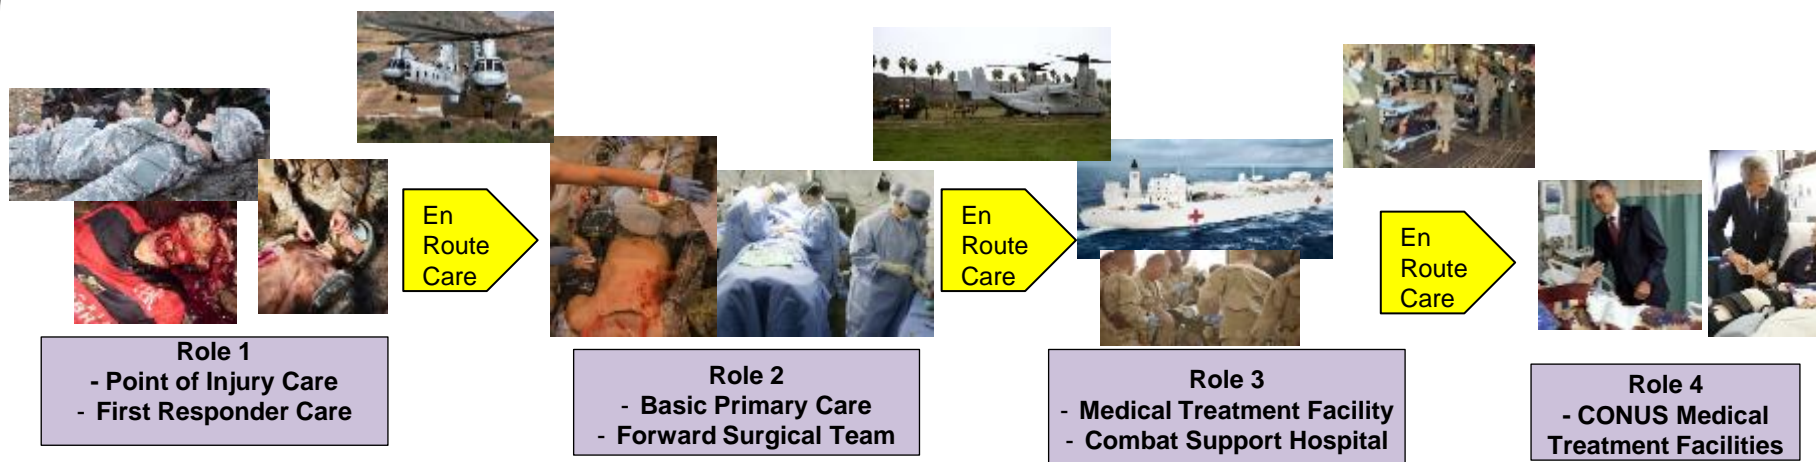 En
Route
Care
En
Route
Care
En
Route
Care
Role 1
- Point of Injury Care
- First Responder Care
Role 2
- Basic Primary Care
- Forward Surgical Team
Role 3
- Medical Treatment Facility
- Combat Support Hospital
Role 4
- CONUS Medical
Treatment Facilities